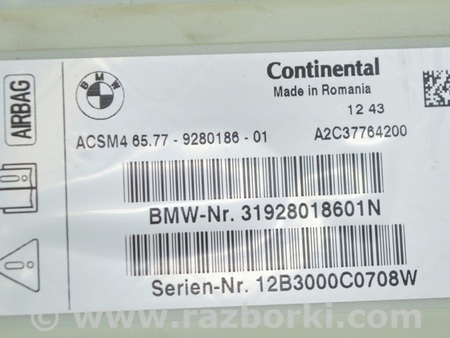 BMW
Continental
Made in Romania
12 43
AIRBAG
ACSM4 65.77 - 9280186 - 01 A2C37764200
BMW-Nr. 31928018601N
Serien-Nr. 12B3000C0708W
© www.razborki.com